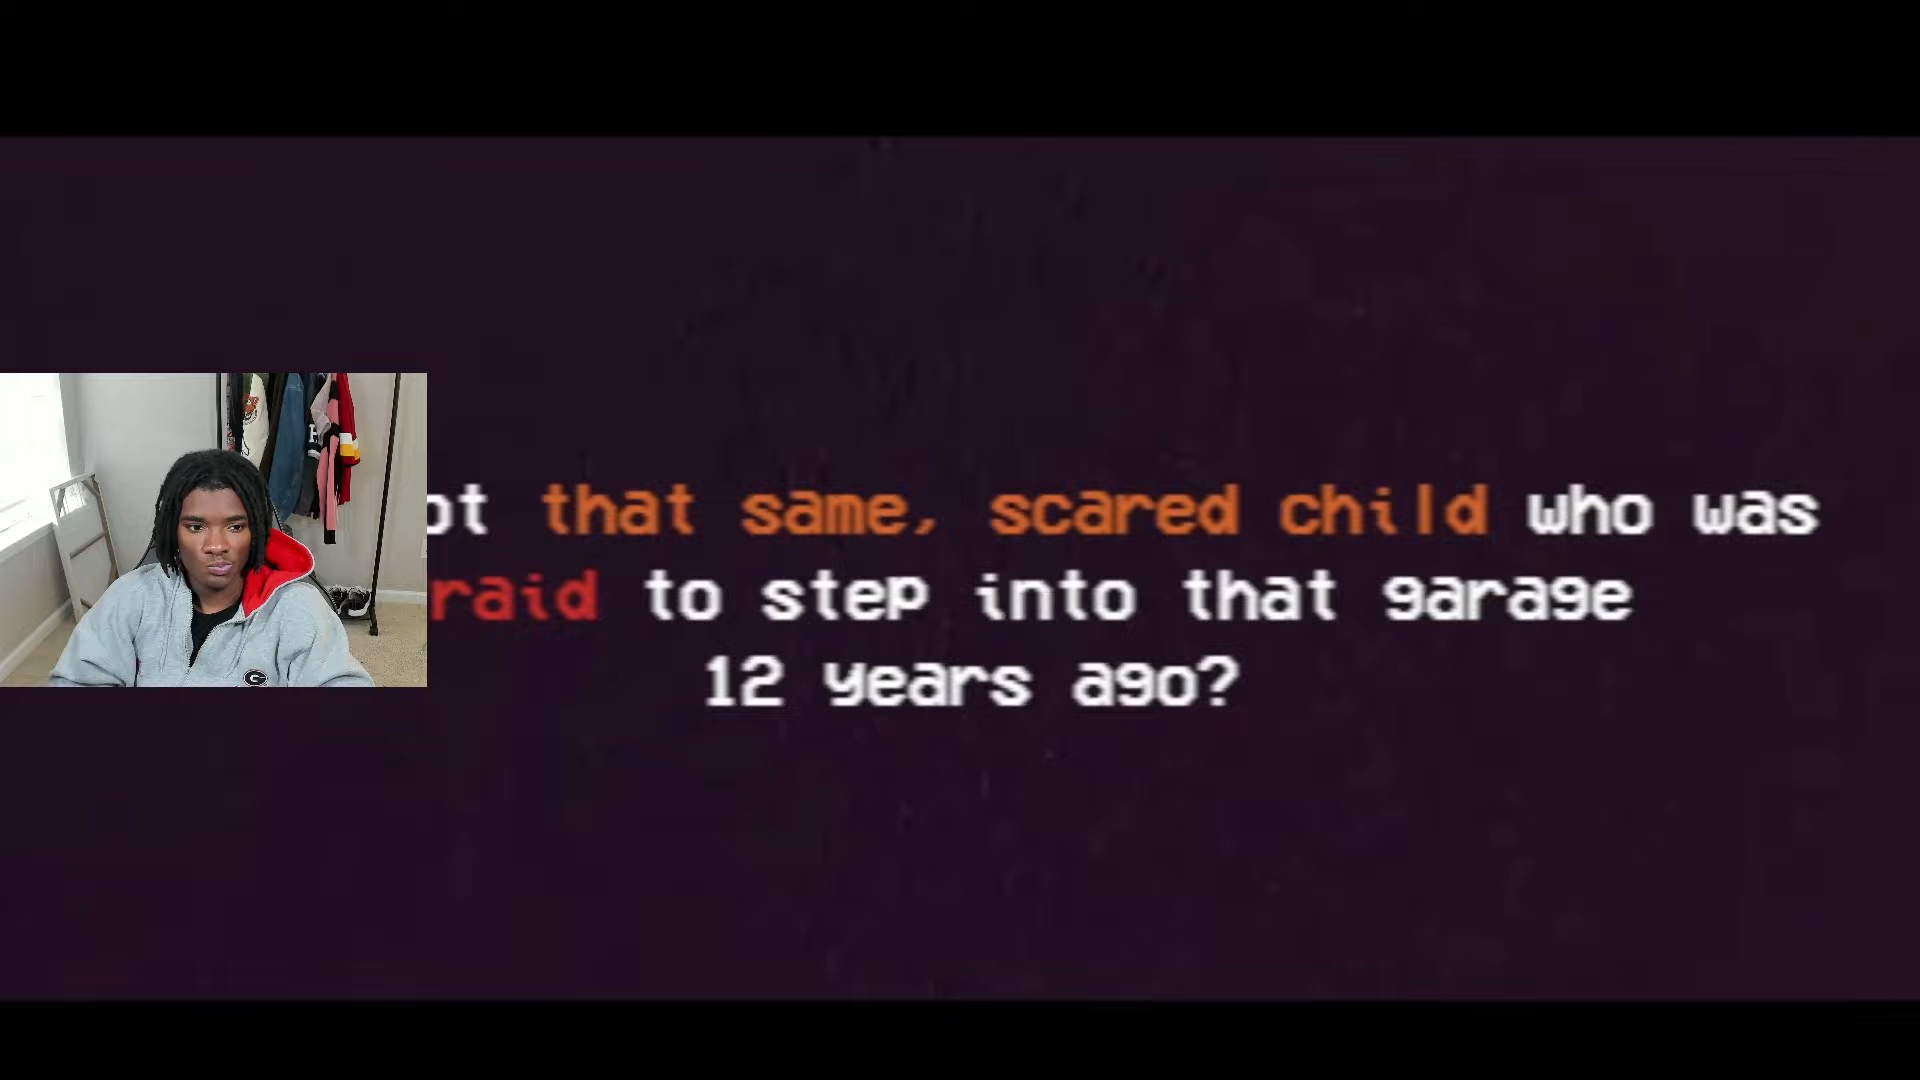 ot that same, scared child who was
raid to step into that garage
12 years ago?
H
G